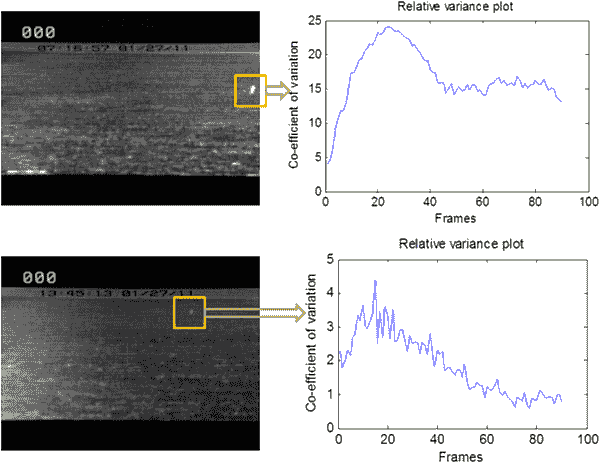 000
07:16:57 01/27/11
Relative variance plot
Co-efficient of variation
25
20
15
10
5
0
0 20 40 60 80 100
Frames
000
13:45:13 01/27/11
Relative variance plot
Co-efficient of variation
5
4
3
2
1
0
0 20 40 60 80 100
Frames